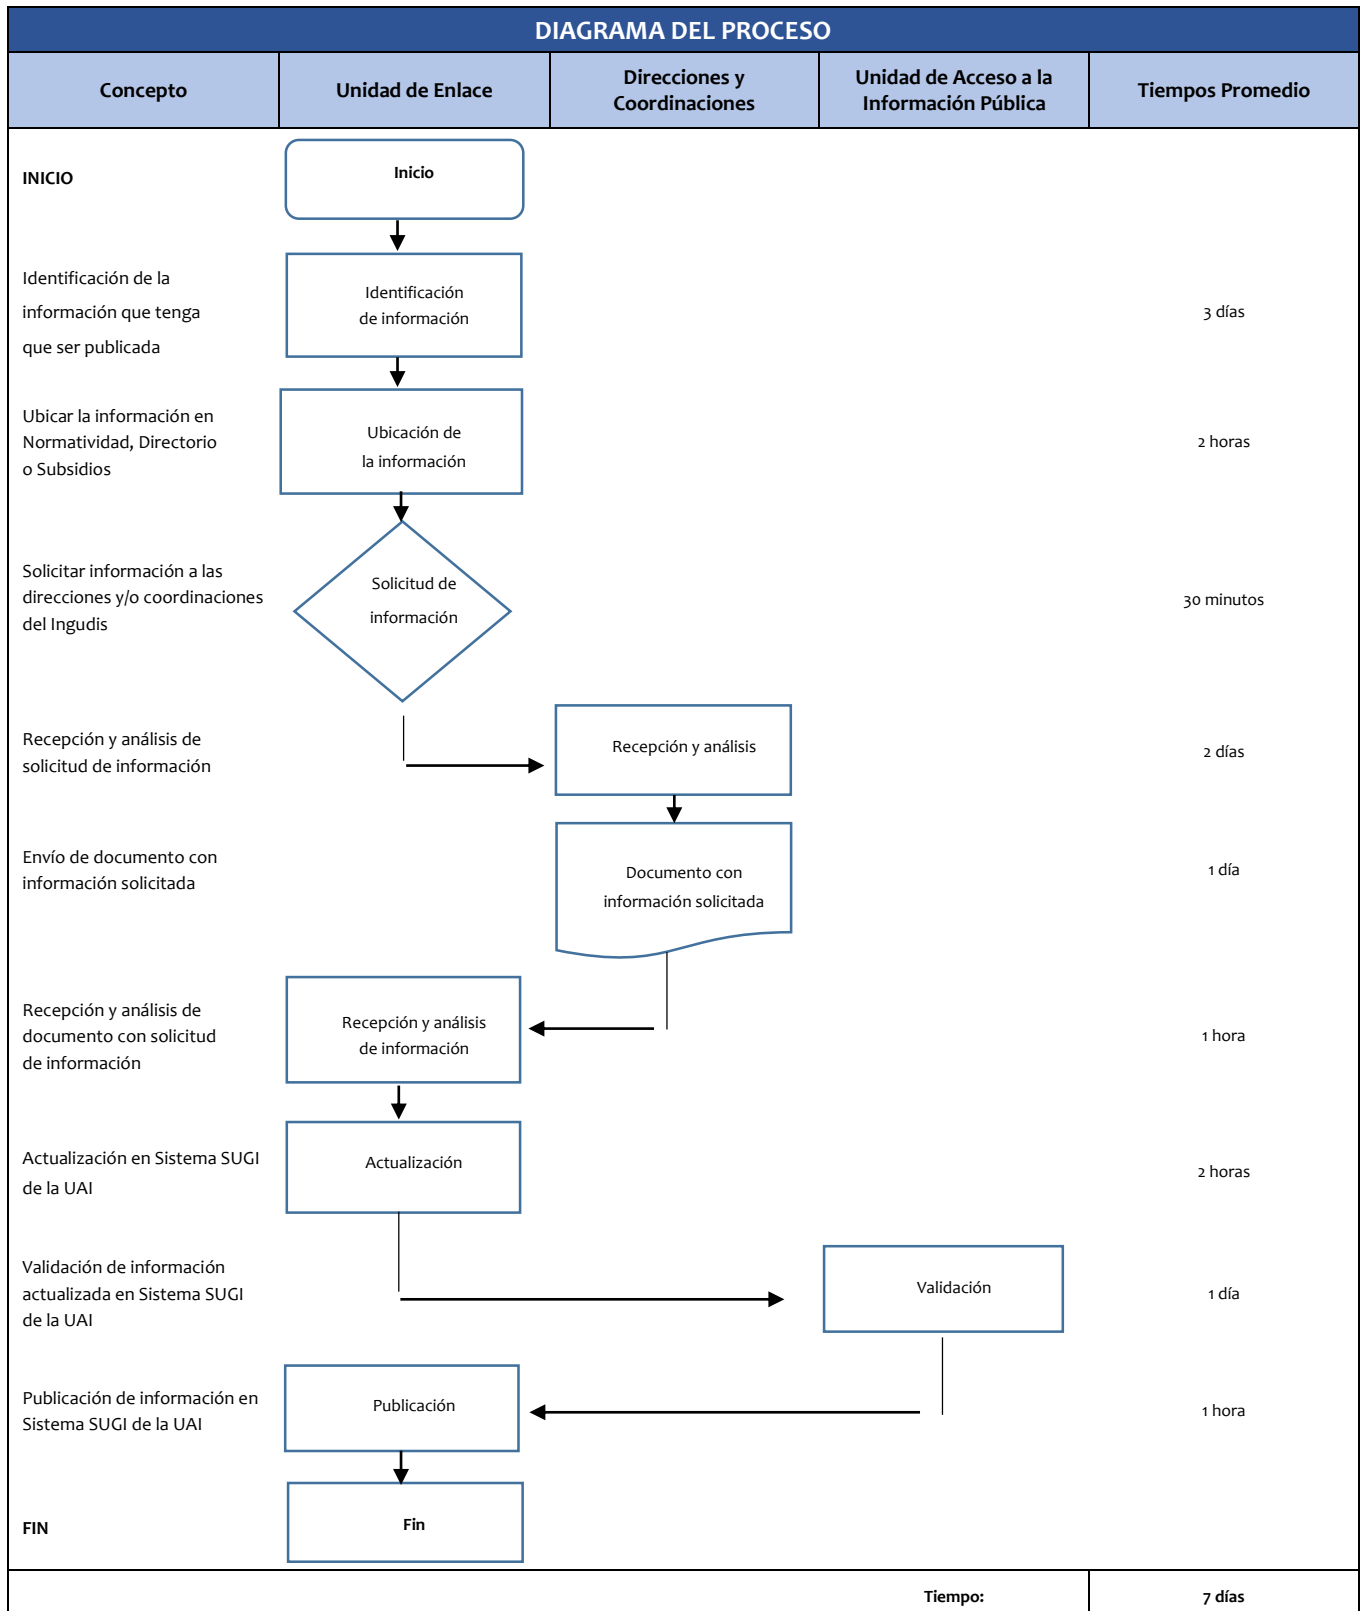 DIAGRAMA DEL PROCESO
Concepto
Unidad de Enlace
Direcciones y
Coordinaciones
Unidad de Acceso a la
Información Pública
Tiempos Promedio
INICIO
Inicio
Identificación de la
información que tenga
que ser publicada
Identificación
de información
3 días
Ubicar la información en
Normatividad, Directorio
o Subsidios
Ubicación de
la información
2 horas
Solicitar información a las
direcciones y/o coordinaciones
del Ingudis
Solicitud de
información
30 minutos
Recepción y análisis de
solicitud de información
Recepción y análisis
2 días
Envío de documento con
información solicitada
Documento con
información solicitada
1 día
Recepción y análisis de
documento con solicitud
de información
Recepción y análisis
de información
1 hora
Actualización en Sistema SUGI
de la UAI
Actualización
2 horas
Validación de información
actualizada en Sistema SUGI
de la UAI
Validación
1 día
Publicación de información en
Sistema SUGI de la UAI
Publicación
1 hora
FIN
Fin
Tiempo:
7 días